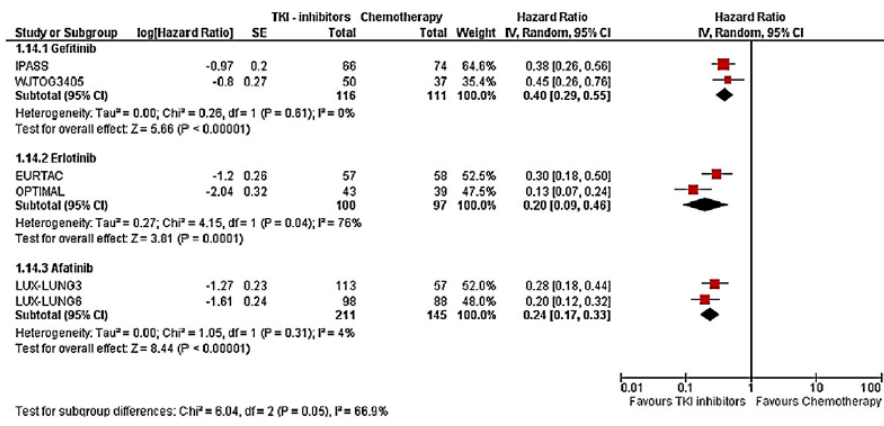 TKI - inhibitors Chemotherapy Hazard Ratio Hazard Ratio
Study or Subgroup log[Hazard Ratio] SE Total Total Weight IV, Random, 95% CI IV, Random, 95% CI
1.14.1 Gefitinib
IPASS -0.97 0.2 66 74 64.6% 0.38 [0.26, 0.56]
WJTOG3405 -0.8 0.27 50 37 35.4% 0.45 [0.26, 0.76]
Subtotal (95% CI) 116 111 100.0% 0.40 [0.29, 0.55]
Heterogeneity: Tau² = 0.00; Chi² = 0.26, df = 1 (P = 0.61); I² = 0%
Test for overall effect: Z = 5.66 (P < 0.00001)
1.14.2 Erlotinib
EURTAC -1.2 0.26 57 58 52.5% 0.30 [0.18, 0.50]
OPTIMAL -2.04 0.32 43 39 47.5% 0.13 [0.07, 0.24]
Subtotal (95% CI) 100 97 100.0% 0.20 [0.09, 0.46]
Heterogeneity: Tau² = 0.27; Chi² = 4.15, df = 1 (P = 0.04); I² = 76%
Test for overall effect: Z = 3.81 (P = 0.0001)
1.14.3 Afatinib
LUX-LUNG3 -1.27 0.23 113 57 52.0% 0.28 [0.18, 0.44]
LUX-LUNG6 -1.61 0.24 98 88 48.0% 0.20 [0.12, 0.32]
Subtotal (95% CI) 211 145 100.0% 0.24 [0.17, 0.33]
Heterogeneity: Tau² = 0.00; Chi² = 1.05, df = 1 (P = 0.31); I² = 4%
Test for overall effect: Z = 8.44 (P < 0.00001)
0.01 0.1 1 10 100
Favours TKI inhibitors Favours Chemotherapy
Test for subgroup differences: Chi² = 6.04, df = 2 (P = 0.05), I² = 66.9%